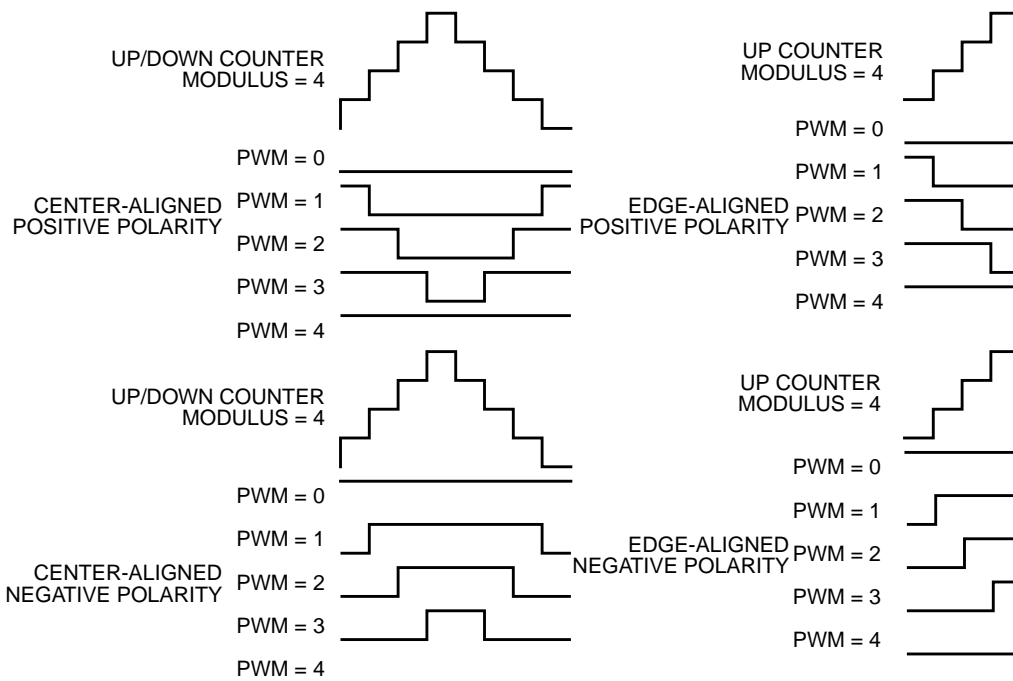 UP/DOWN COUNTER
MODULUS = 4
PWM = 0
CENTER-ALIGNED
POSITIVE POLARITY
PWM = 1
PWM = 2
PWM = 3
PWM = 4
UP COUNTER
MODULUS = 4
PWM = 0
PWM = 1
EDGE-ALIGNED
POSITIVE POLARITY
PWM = 2
PWM = 3
PWM = 4
UP/DOWN COUNTER
MODULUS = 4
PWM = 0
PWM = 1
CENTER-ALIGNED
NEGATIVE POLARITY
PWM = 2
PWM = 3
PWM = 4
UP COUNTER
MODULUS = 4
PWM = 0
PWM = 1
EDGE-ALIGNED
NEGATIVE POLARITY
PWM = 2
PWM = 3
PWM = 4